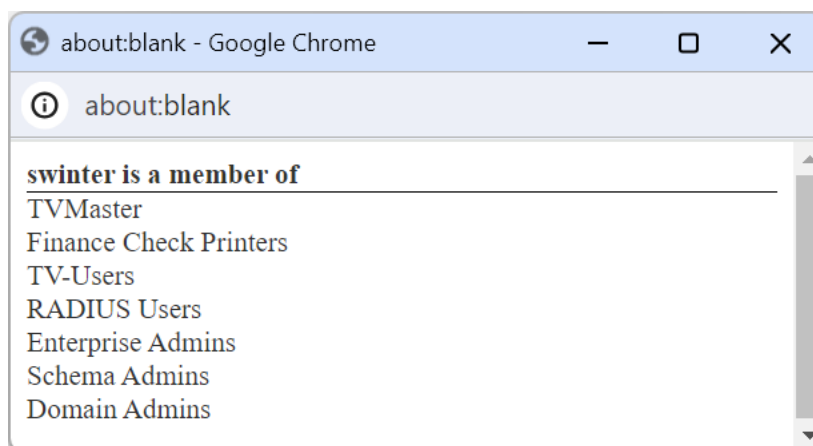 about:blank - Google Chrome
about:blank
swinter is a member of
TVMaster
Finance Check Printers
TV-Users
RADIUS Users
Enterprise Admins
Schema Admins
Domain Admins